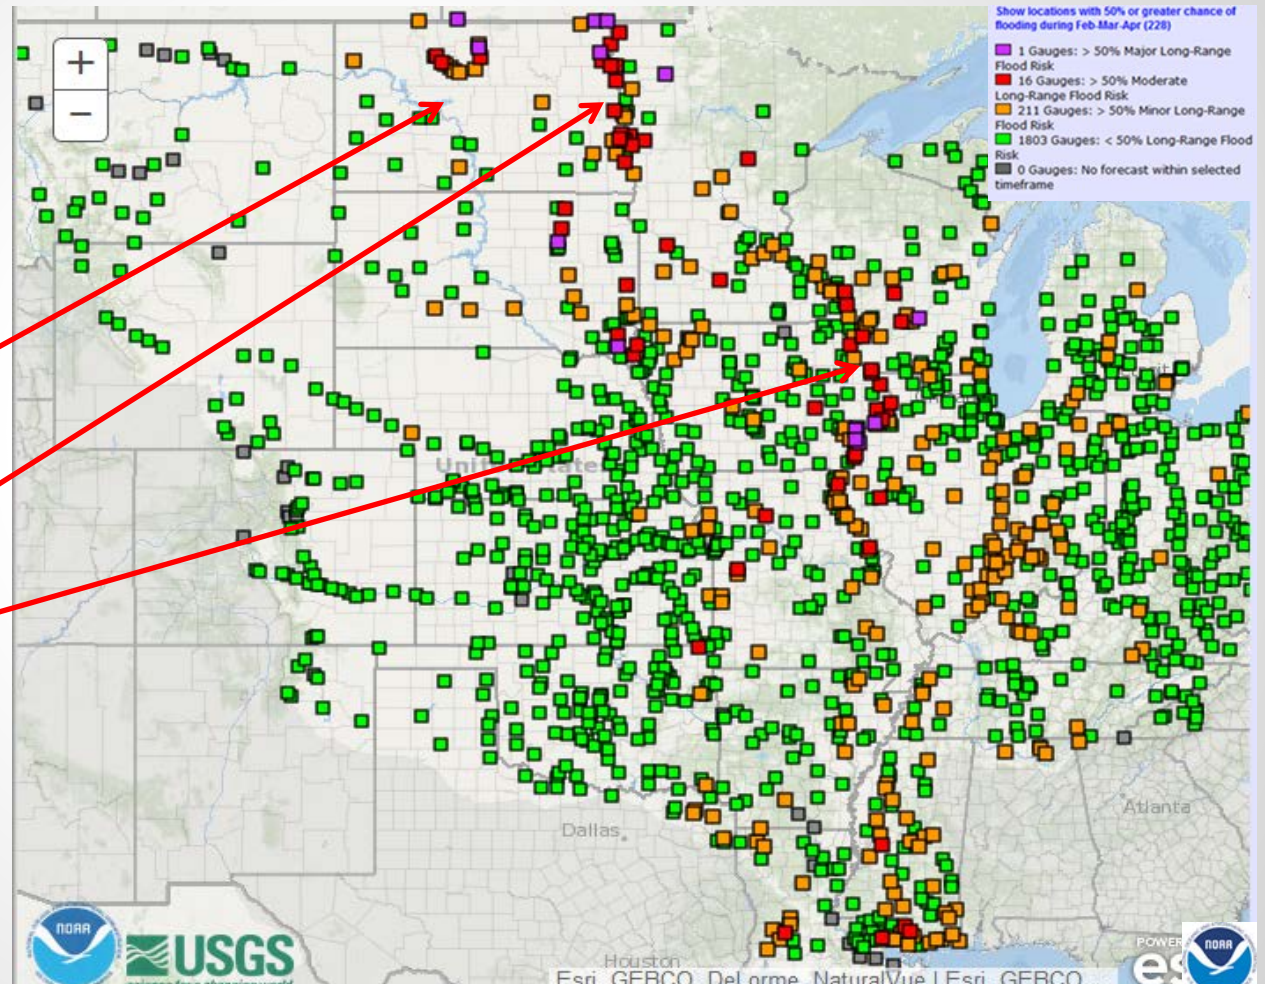 Show locations with 50% or greater chance of
flooding during Feb-Mar-Apr (228)
1 Gauges: > 50% Major Long-Range
Flood Risk
16 Gauges: > 50% Moderate
Long-Range Flood Risk
211 Gauges: > 50% Minor Long-Range
Flood Risk
1803 Gauges: < 50% Long-Range Flood
Risk
0 Gauges: No forecast within selected
timeframe
+
−
Atlanta
Dallas
Houston
NOAA
USGS
POWER
es
NOAA
Esri, GEBCO, DeLorme, NaturalVue | Esri, GEBCO